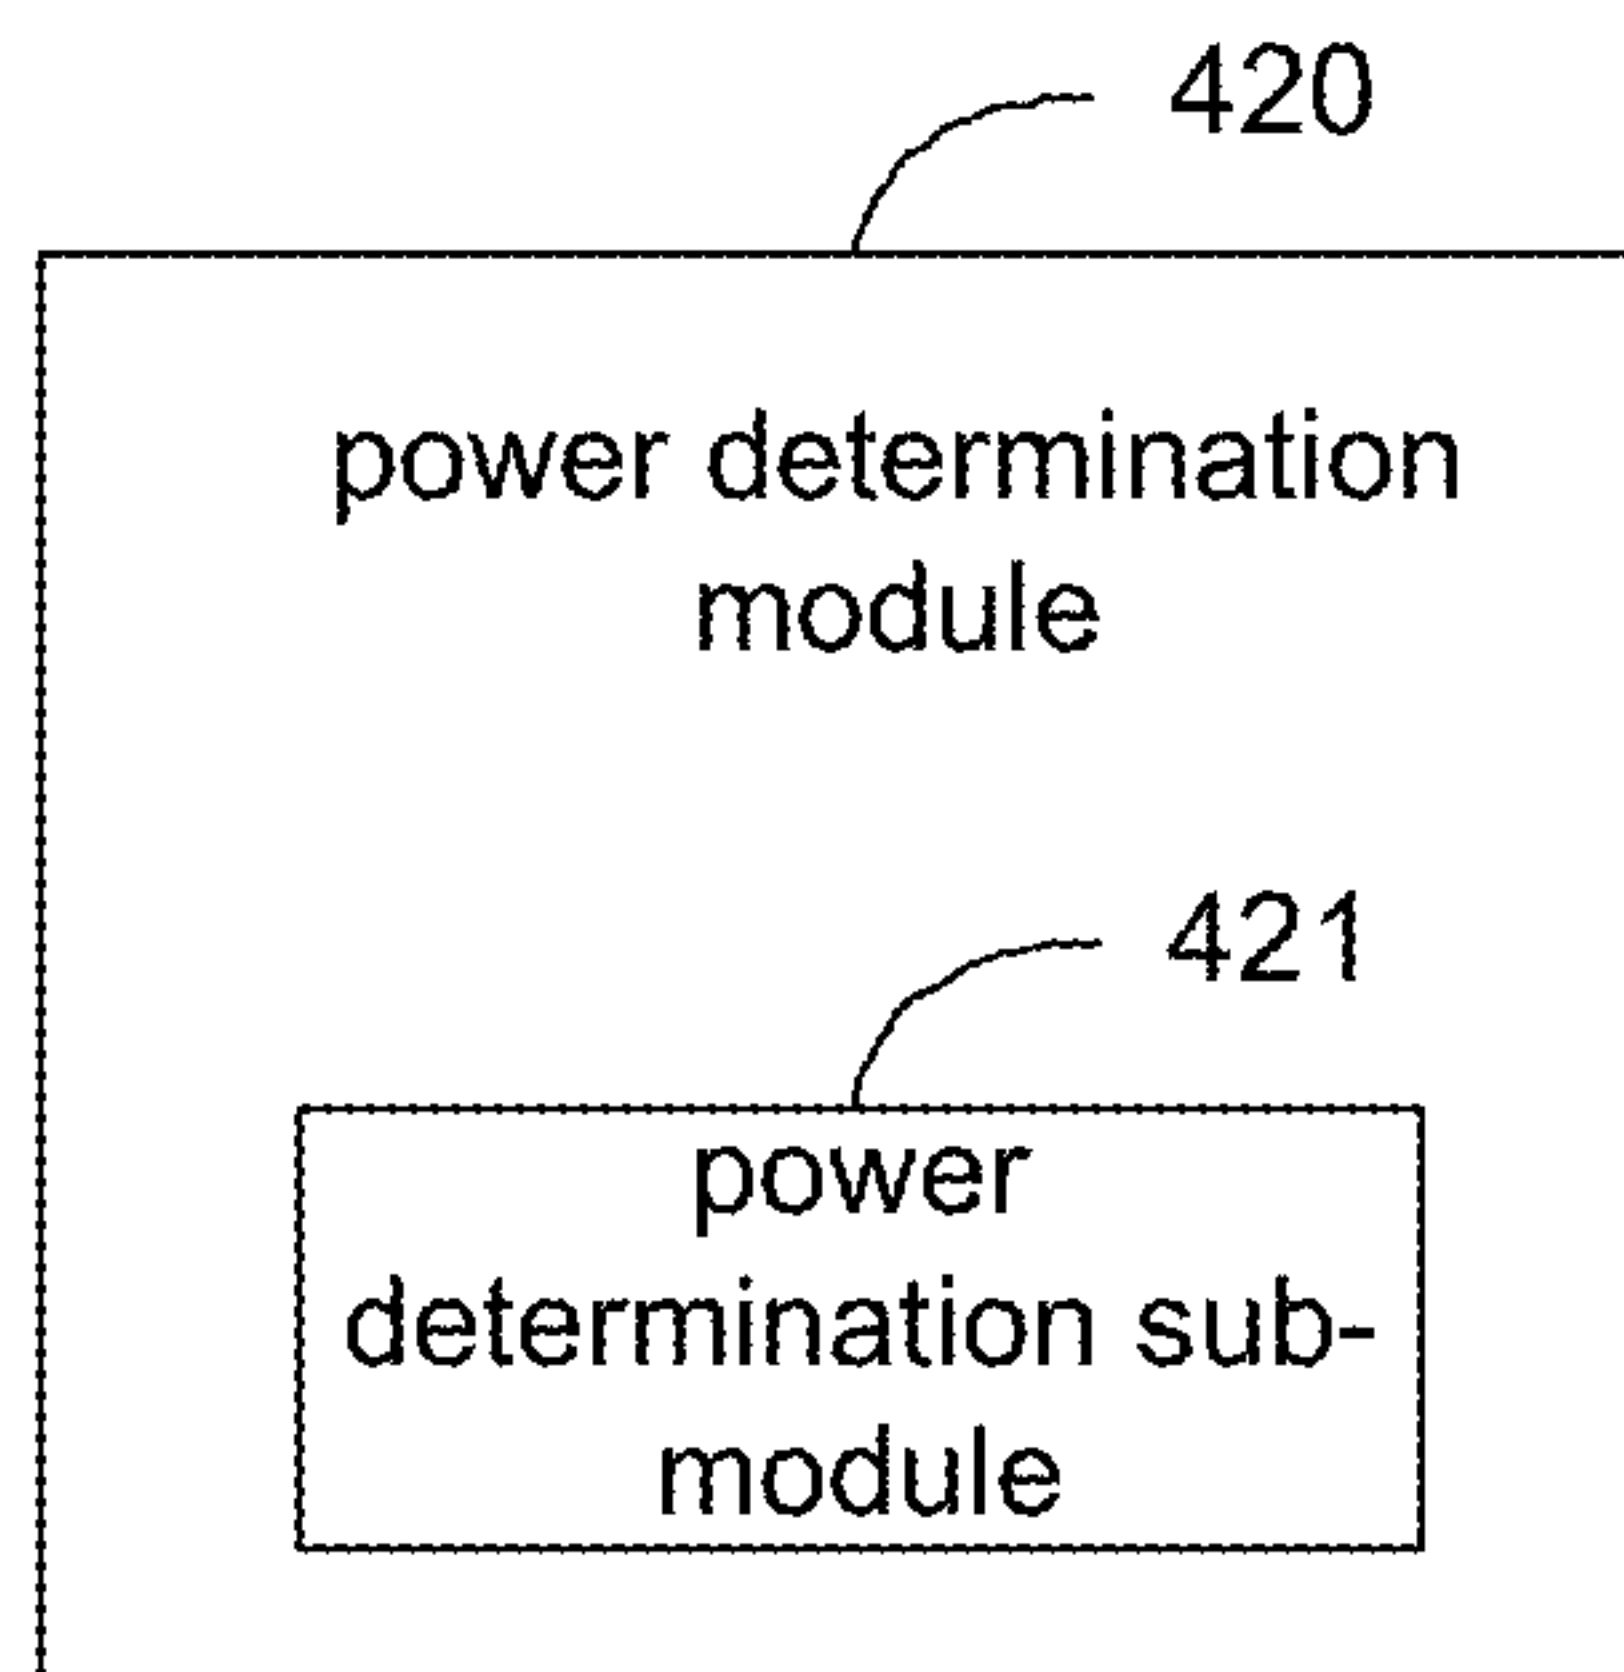 420
power determination
module
421
power
determination sub-
module